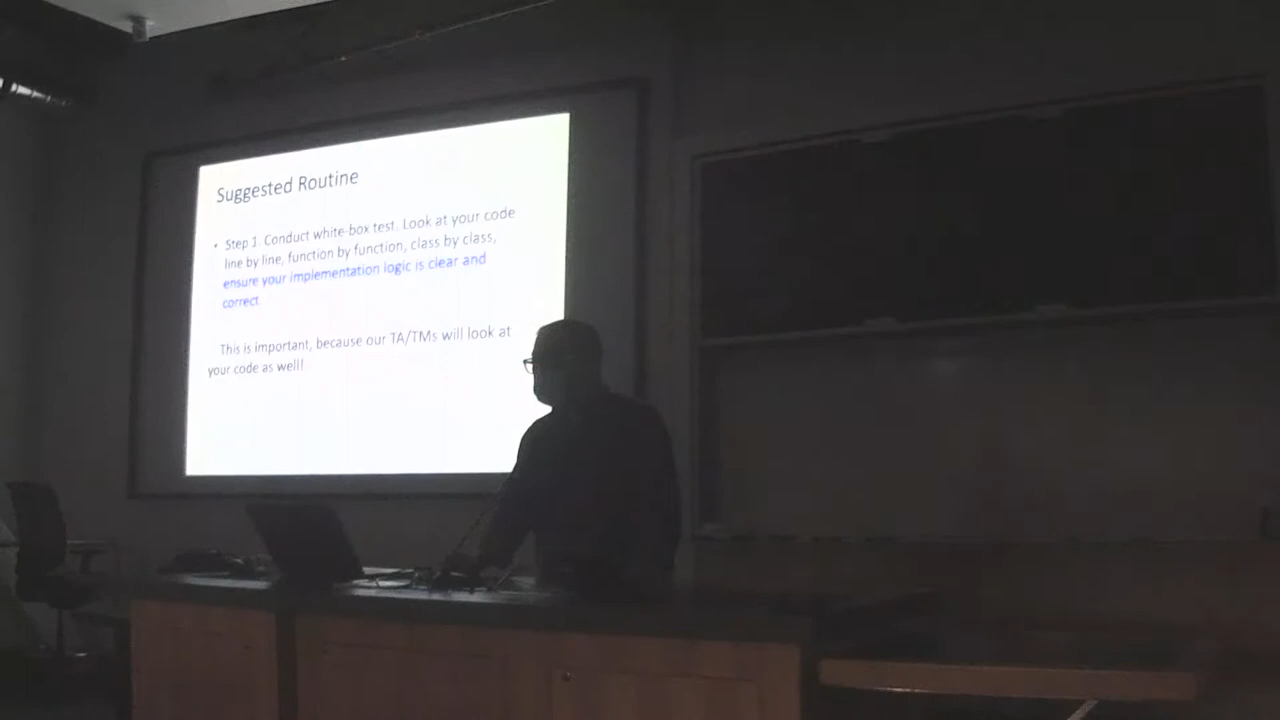 Suggested Routine
• Step 1. Conduct white-box test. Look at your code
line by line, function by function, class by class,
ensure your implementation logic is clear and
correct.
This is important, because our TA/TMs will look at
your code as well!